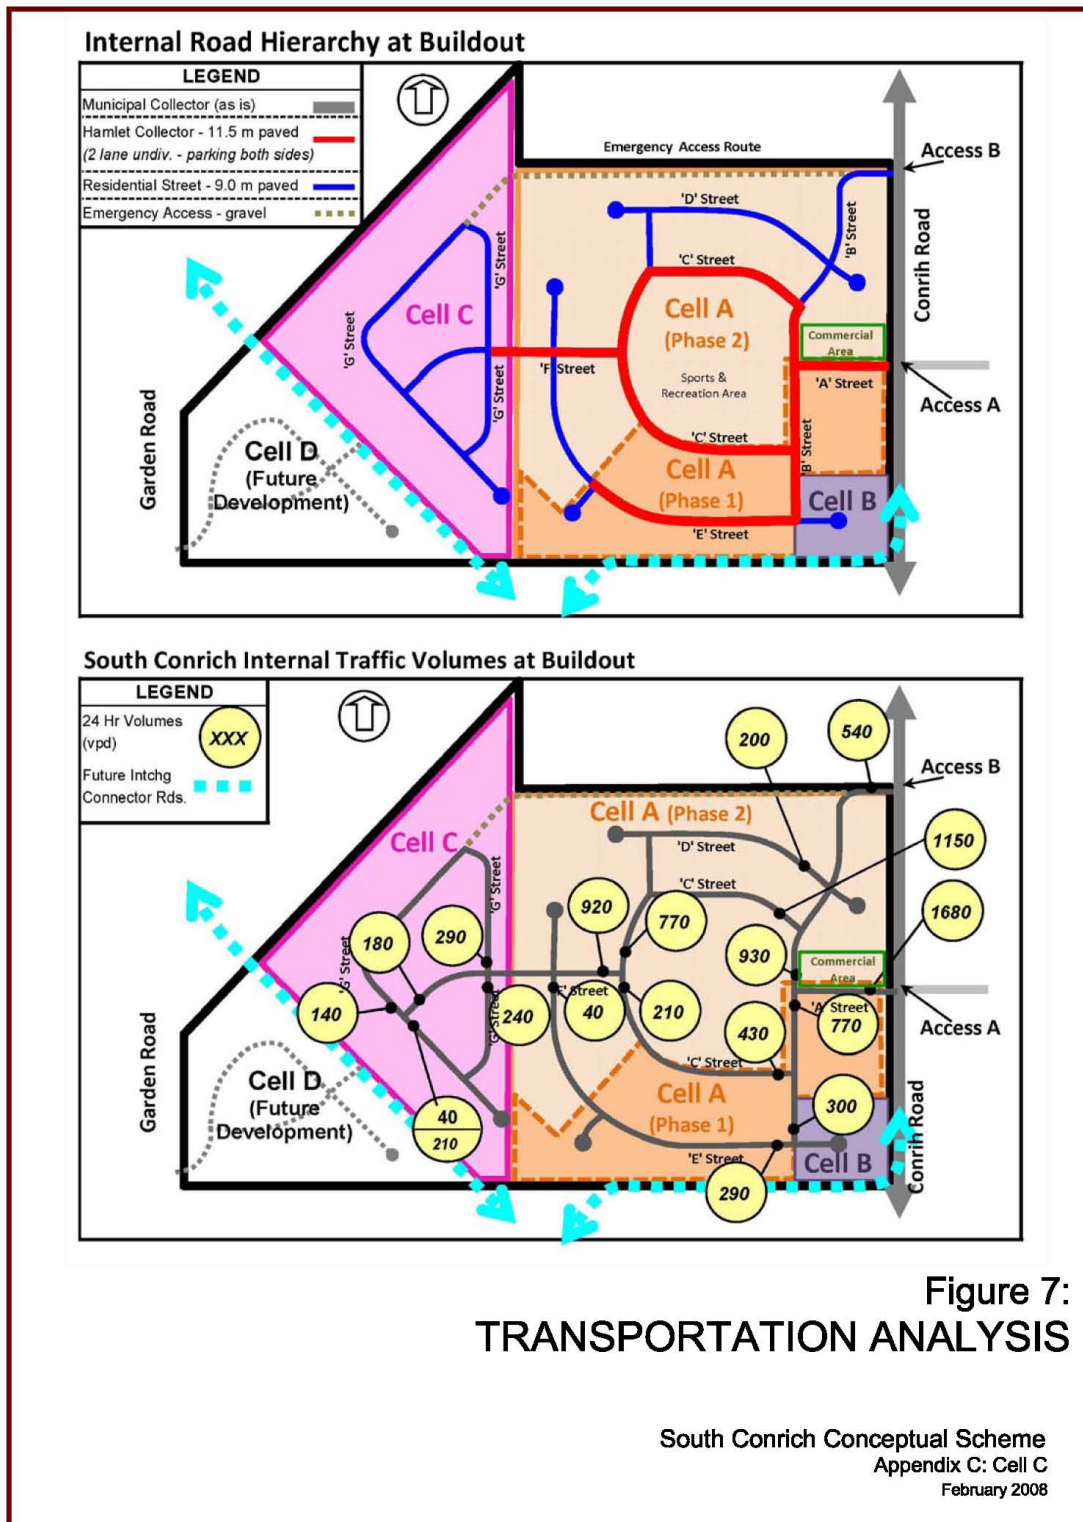 Internal Road Hierarchy at Buildout
LEGEND
Municipal Collector (as is)
Hamlet Collector - 11.5 m paved
(2 lane undiv. - parking both sides)
Residential Street - 9.0 m paved
Emergency Access - gravel
Emergency Access Route
Access B
'D' Street
'B' Street
'G' Street
'C' Street
Conrih Road
Cell C
Cell A
(Phase 2)
Commercial
Area
'G' Street
'F' Street
Sports &
Recreation Area
'A' Street
Access A
'G' Street
Garden Road
Cell D
(Future
Development)
'C' Street
'B' Street
Cell A
(Phase 1)
Cell B
'E' Street
South Conrich Internal Traffic Volumes at Buildout
LEGEND
24 Hr Volumes
(vpd)
XXX
Future Intchg
Connector Rds.
200
540
Access B
Cell A (Phase 2)
Cell C
1150
'D' Street
'G' Street
'C' Street
920
770
1680
180
290
930
Commercial
Area
'G' Street
140
'G' Street
240
'F' Street
40
210
'A' Street
770
Access A
430
Garden Road
Cell D
(Future
Development)
'C' Street
Cell A
(Phase 1)
40
210
300
Conrih Road
'E' Street
Cell B
290
Figure 7:
TRANSPORTATION ANALYSIS
South Conrich Conceptual Scheme
Appendix C: Cell C
February 2008